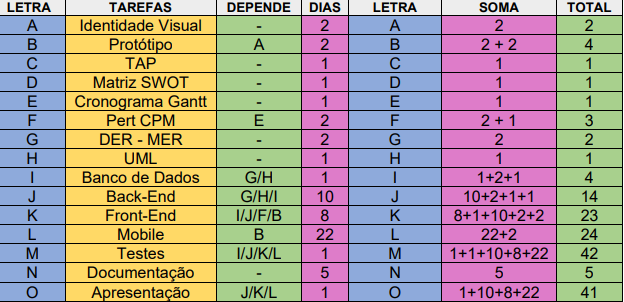 LETRA TAREFAS DEPENDE DIAS LETRA SOMA TOTAL
A Identidade Visual - 2 A 2 2
B Protótipo A 2 B 2 + 2 4
C TAP - 1 C 1 1
D Matriz SWOT - 1 D 1 1
E Cronograma Gantt - 1 E 1 1
F Pert CPM E 2 F 2 + 1 3
G DER - MER - 2 G 2 2
H UML - 1 H 1 1
I Banco de Dados G/H 1 I 1+2+1 4
J Back-End G/H/I 10 J 10+2+1+1 14
K Front-End I/J/F/B 8 K 8+1+10+2+2 23
L Mobile B 22 L 22+2 24
M Testes I/J/K/L 1 M 1+1+10+8+22 42
N Documentação - 5 N 5 5
O Apresentação J/K/L 1 O 1+10+8+22 41